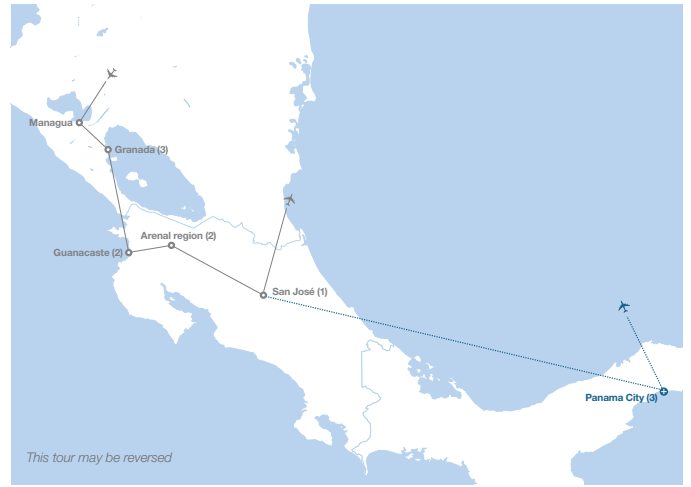 Managua
Granada (3)
Arenal region (2)
Guanacaste (2)
San José (1)
Panama City (3)
This tour may be reversed